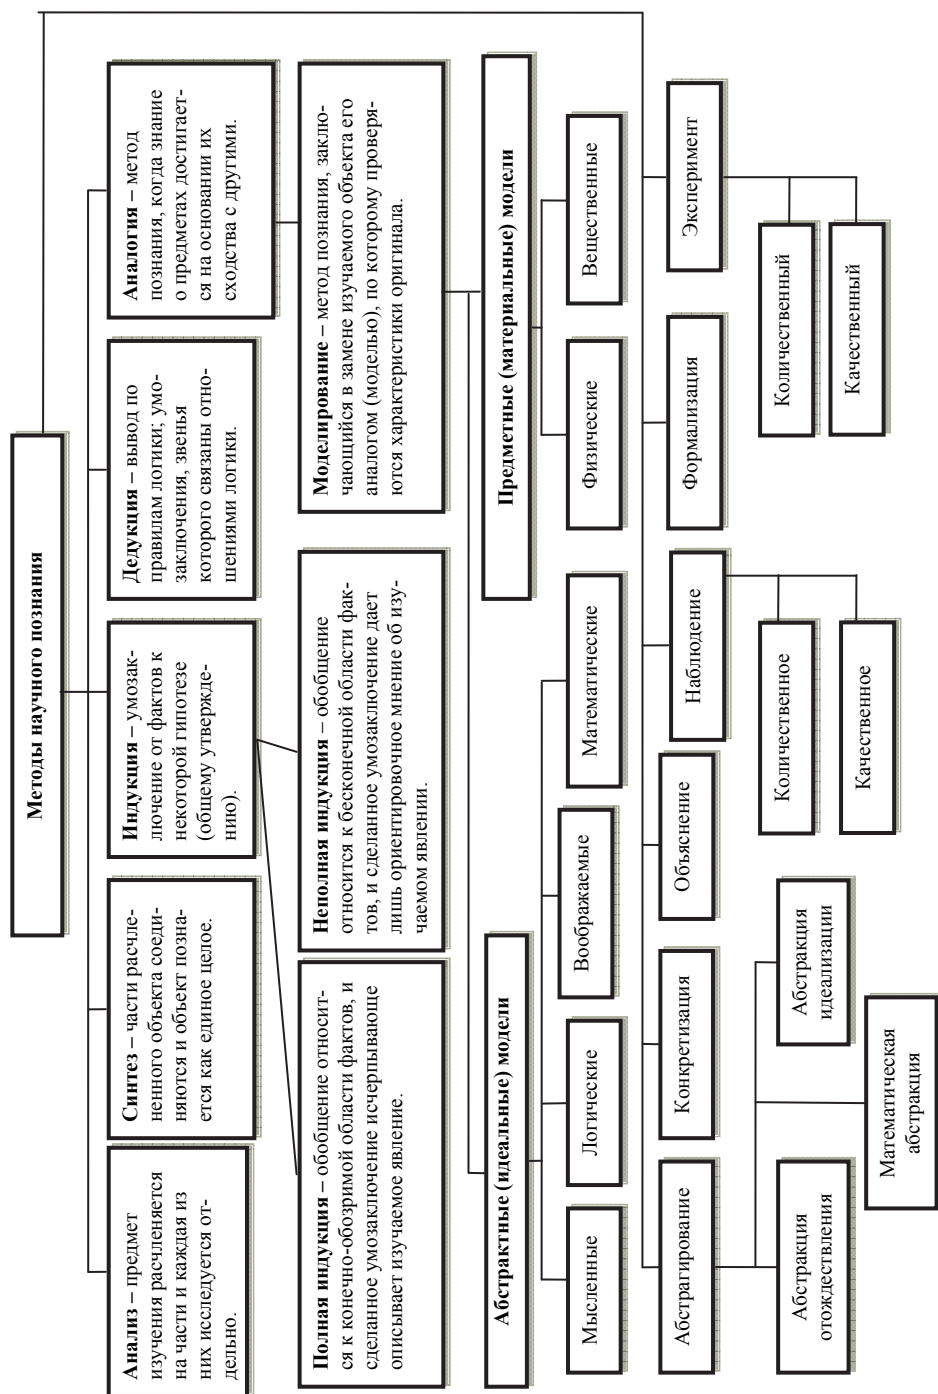 Методы научного познания
Анализ – предмет
изучения расчленяется
на части и каждая из
них исследуется от-
дельно.
Синтез – части расчле-
ненного объекта соеди-
няются и объект позна-
ется как единое целое.
Индукция – умозак-
лючение от фактов к
некоторой гипотезе
(общему утвержде-
нию).
Дедукция – вывод по
правилам логики; умо-
заключения, звенья
которого связаны отно-
шениями логики.
Аналогия – метод
познания, когда знание
о предметах достигает-
ся на основании их
сходства с другими.
Полная индукция – обобщение относит-
ся к конечно-обозримой области фактов, и
сделанное умозаключение исчерпывающе
описывает изучаемое явление.
Неполная индукция – обобщение
относится к бесконечной области фак-
тов, и сделанное умозаключение дает
лишь ориентировочное мнение об изу-
чаемом явлении.
Моделирование – метод познания, заклю-
чающийся в замене изучаемого объекта его
аналогом (моделью), по которому проверя-
ются характеристики оригинала.
Абстрактные (идеальные) модели
Предметные (материальные) модели
Мысленные
Логические
Воображаемые
Математические
Физические
Вещественные
Абстрагирование
Конкретизация
Объяснение
Наблюдение
Формализация
Эксперимент
Абстракция
отождествления
Абстракция
идеализации
Математическая
абстракция
Количественное
Качественное
Количественный
Качественный